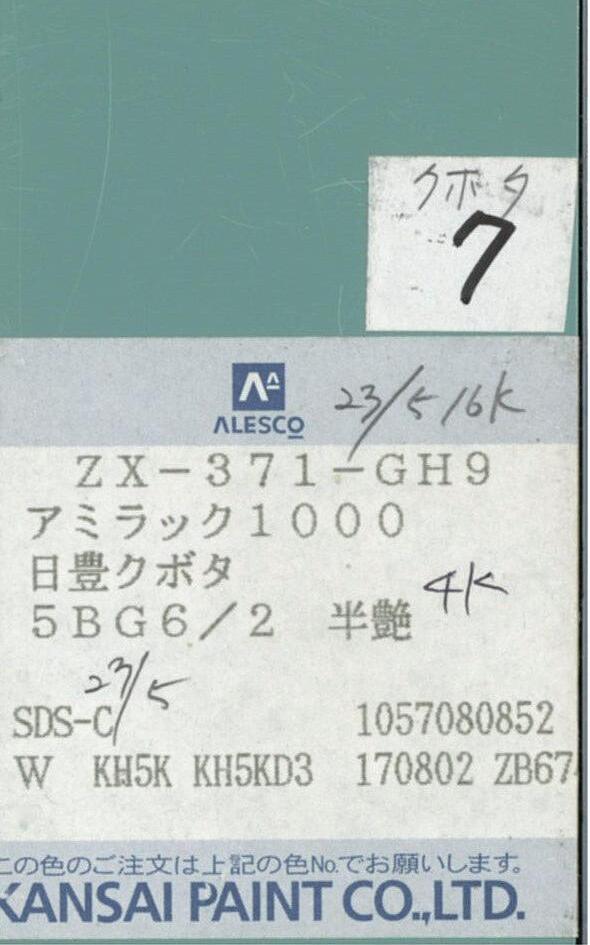 クボタ
7
ALESCO
23/5 16K
ZX-371-GH9
アミラック1000
日豊クボタ
4K
5BG6/2 半艶
23/5
SDS-C 1057080852
W KH5K KH5KD3 170802 ZB67
この色のご注文は上記の色No.でお願いします。
KANSAI PAINT CO.,LTD.